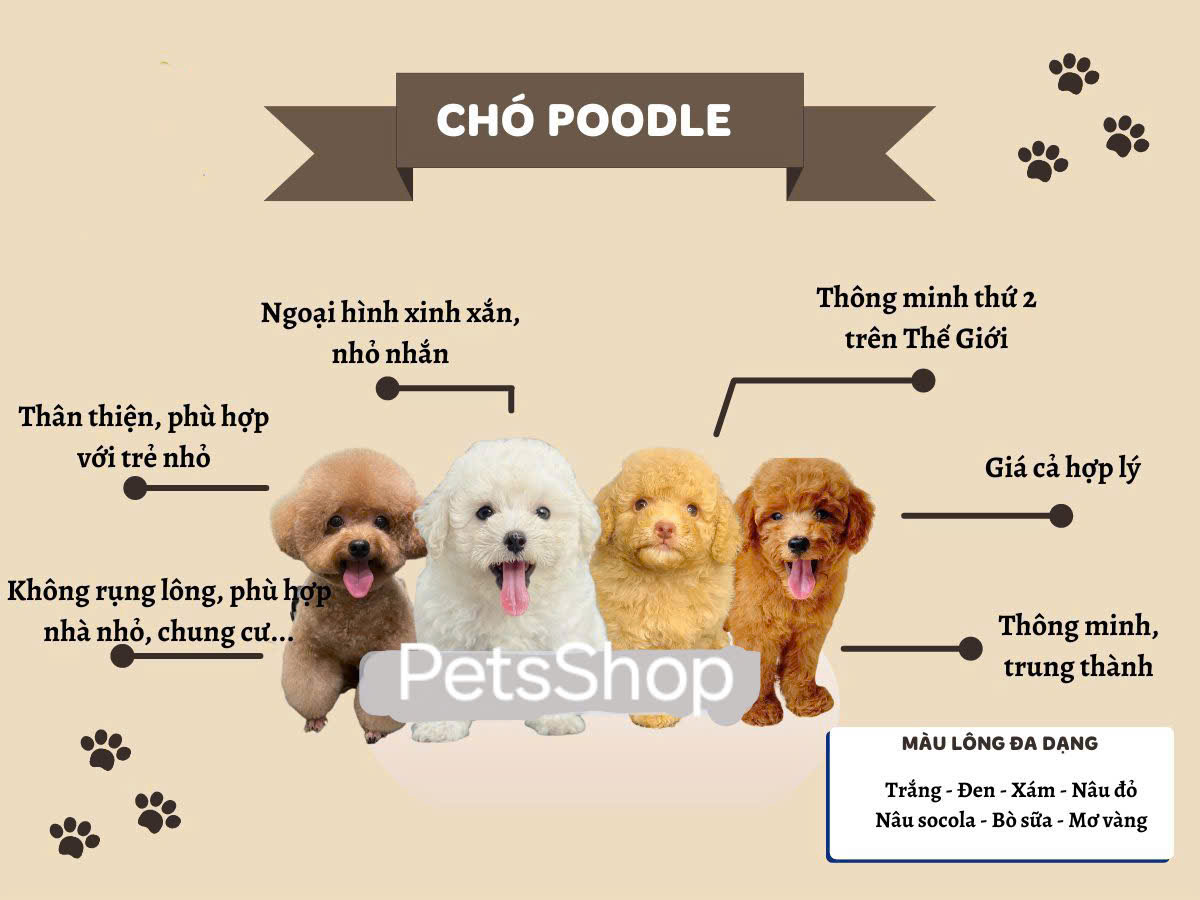 CHÓ POODLE
Ngoại hình xinh xắn,
nhỏ nhắn
Thông minh thứ 2
trên Thế Giới
Thân thiện, phù hợp
với trẻ nhỏ
Giá cả hợp lý
Không rụng lông, phù hợp
nhà nhỏ, chung cư...
Thông minh,
trung thành
PetsShop
MÀU LÔNG ĐA DẠNG
Trắng - Đen - Xám - Nâu đỏ
Nâu socola - Bò sữa - Mơ vàng